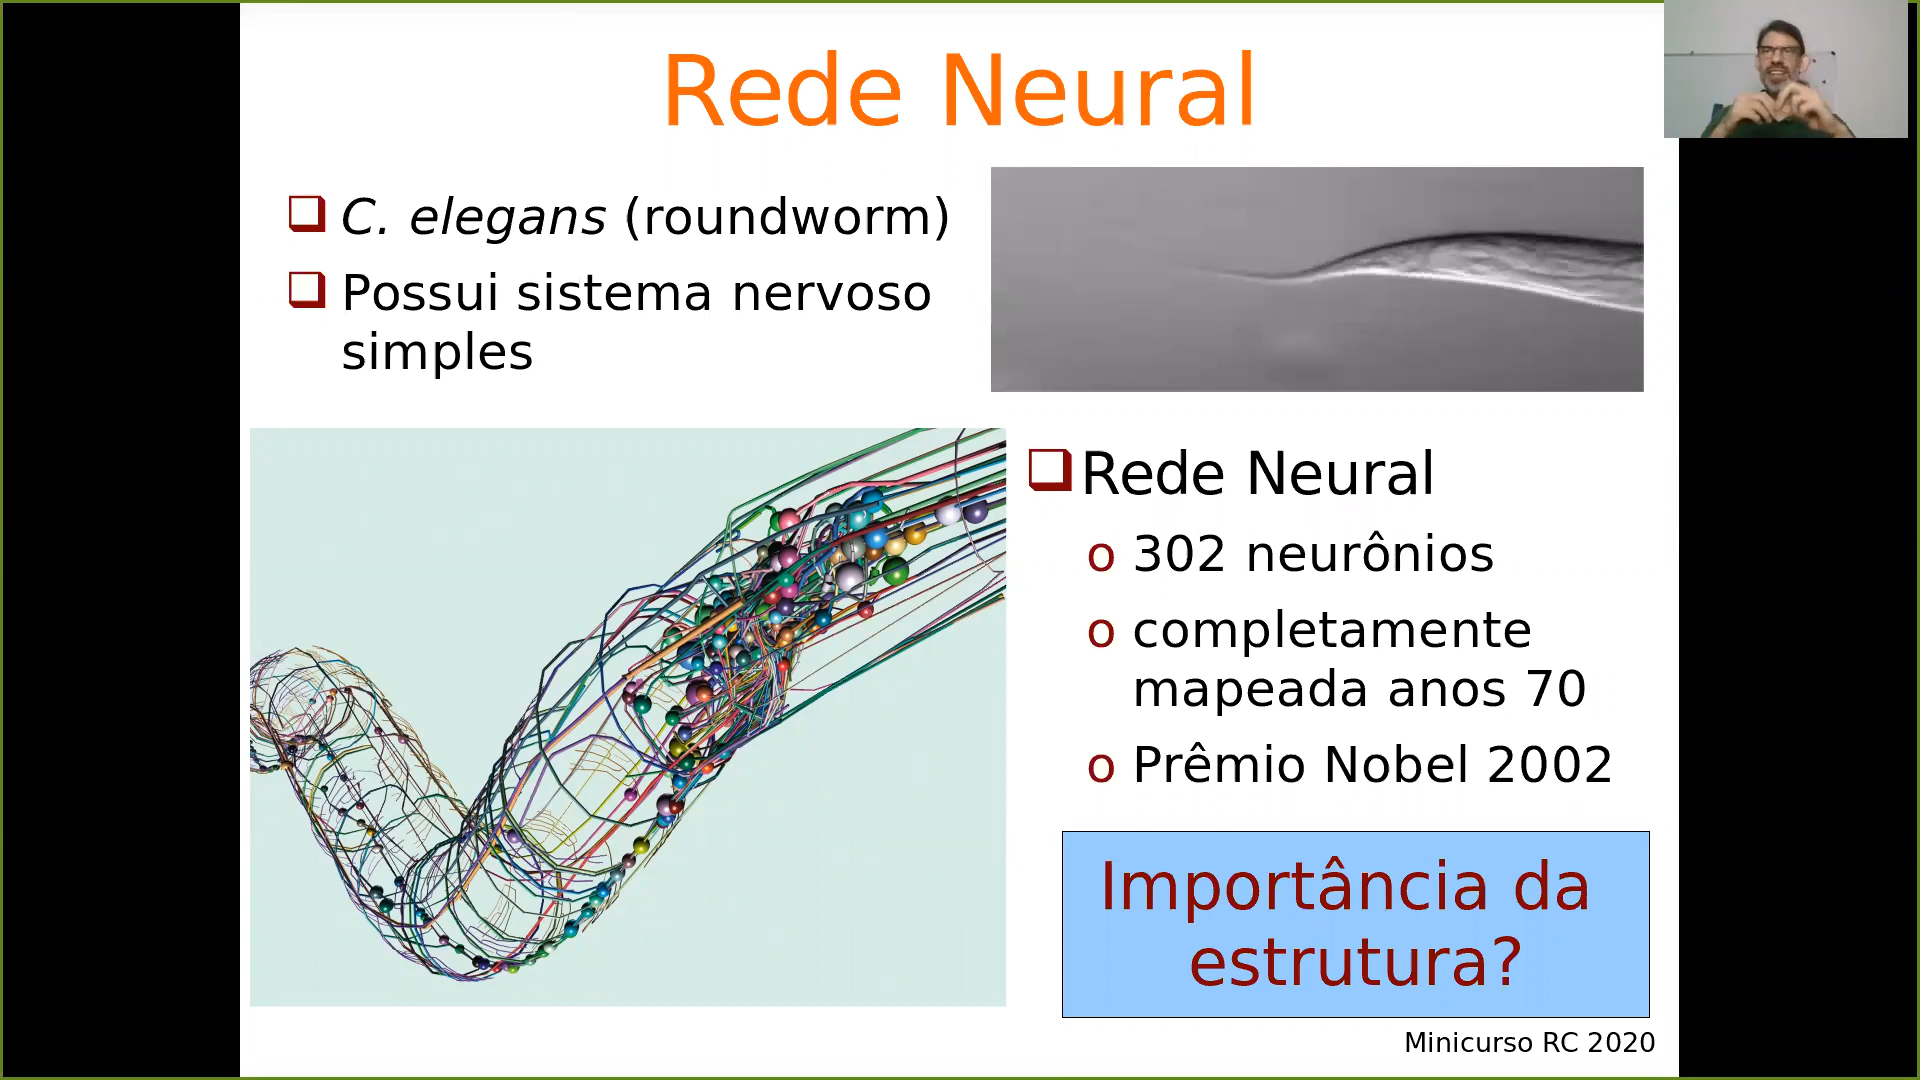 Rede Neural
C. elegans (roundworm)
Possui sistema nervoso
simples
Rede Neural
o 302 neurônios
o completamente
mapeada anos 70
o Prêmio Nobel 2002
Importância da
estrutura?
Minicurso RC 2020